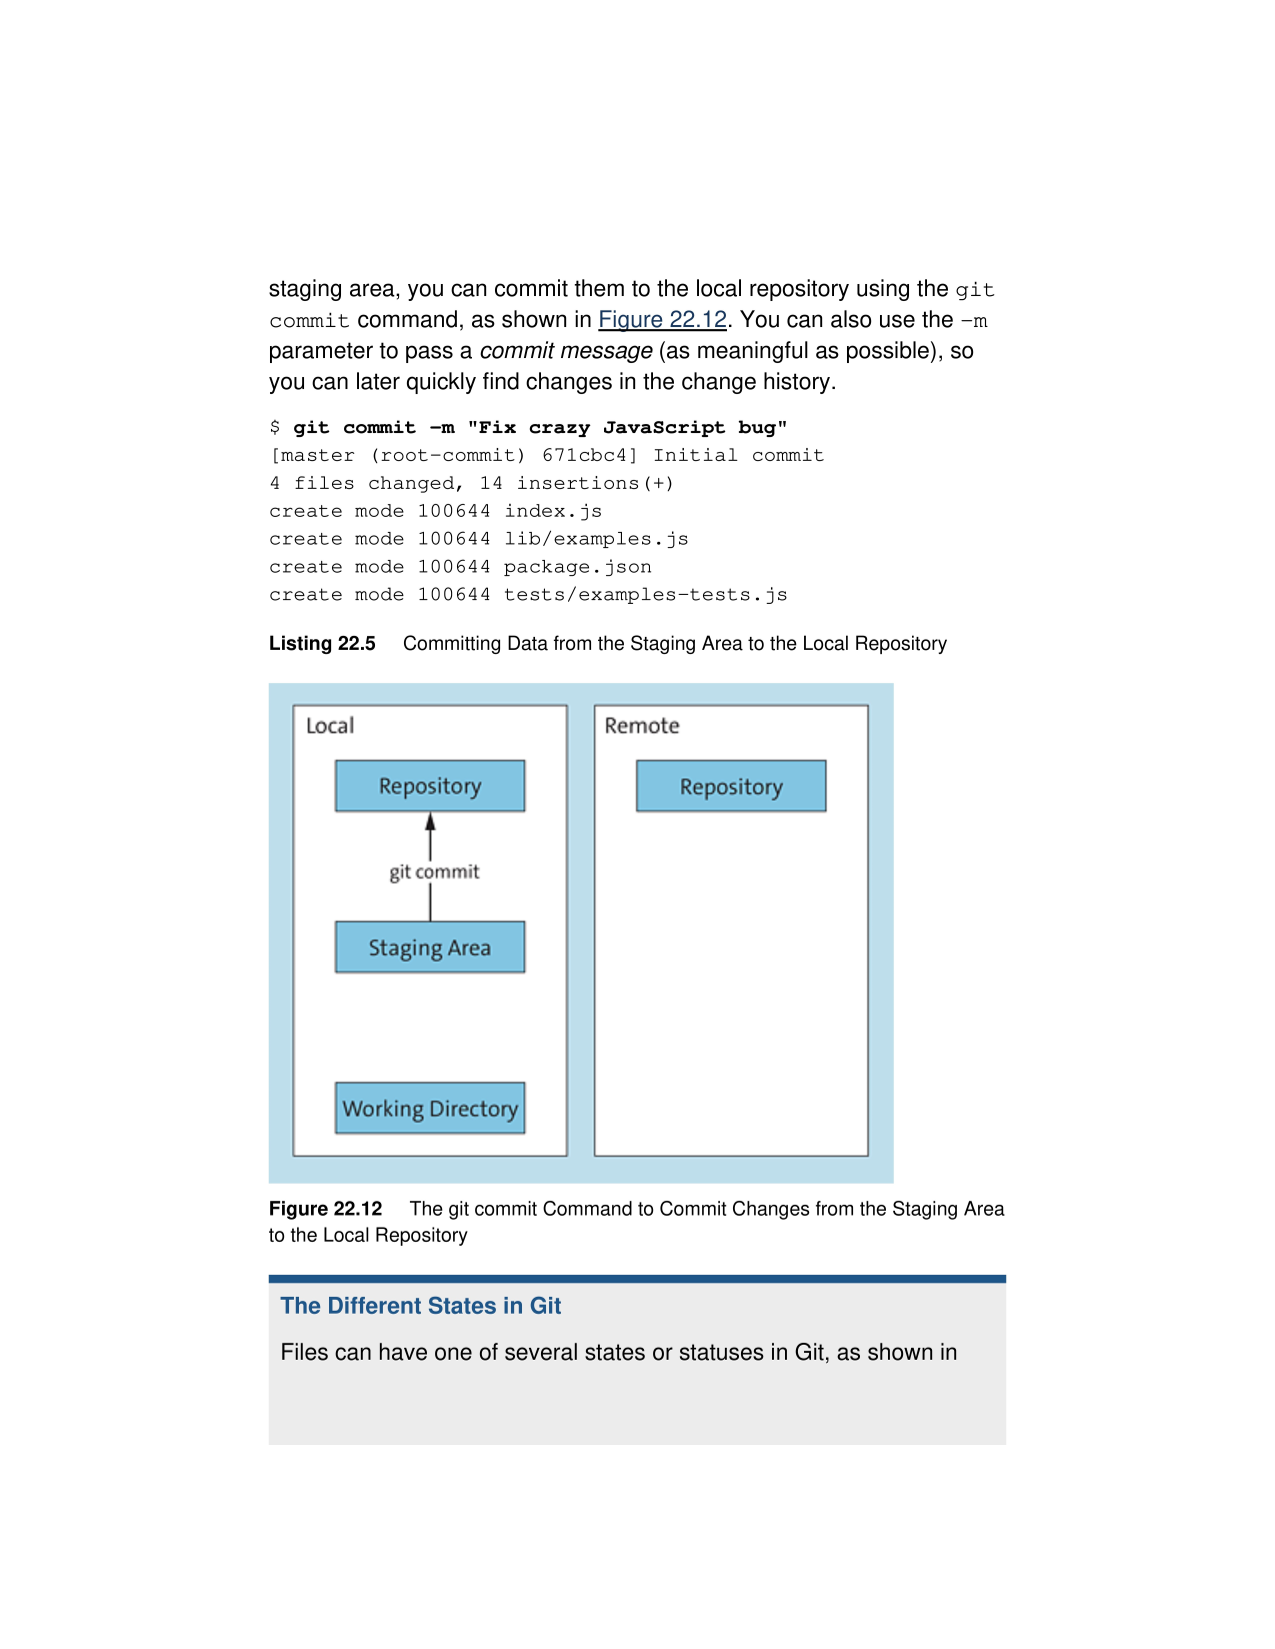 staging area, you can commit them to the local repository using the git
commit command, as shown in Figure 22.12. You can also use the -m
parameter to pass a commit message (as meaningful as possible), so
you can later quickly find changes in the change history.
$ git commit -m "Fix crazy JavaScript bug"
[master (root-commit) 671cbc4] Initial commit
4 files changed, 14 insertions(+)
create mode 100644 index.js
create mode 100644 lib/examples.js
create mode 100644 package.json
create mode 100644 tests/examples-tests.js
Listing 22.5 Committing Data from the Staging Area to the Local Repository
Local
Repository
git commit
Staging Area
Working Directory
Remote
Repository
Figure 22.12 The git commit Command to Commit Changes from the Staging Area
to the Local Repository
The Different States in Git
Files can have one of several states or statuses in Git, as shown in